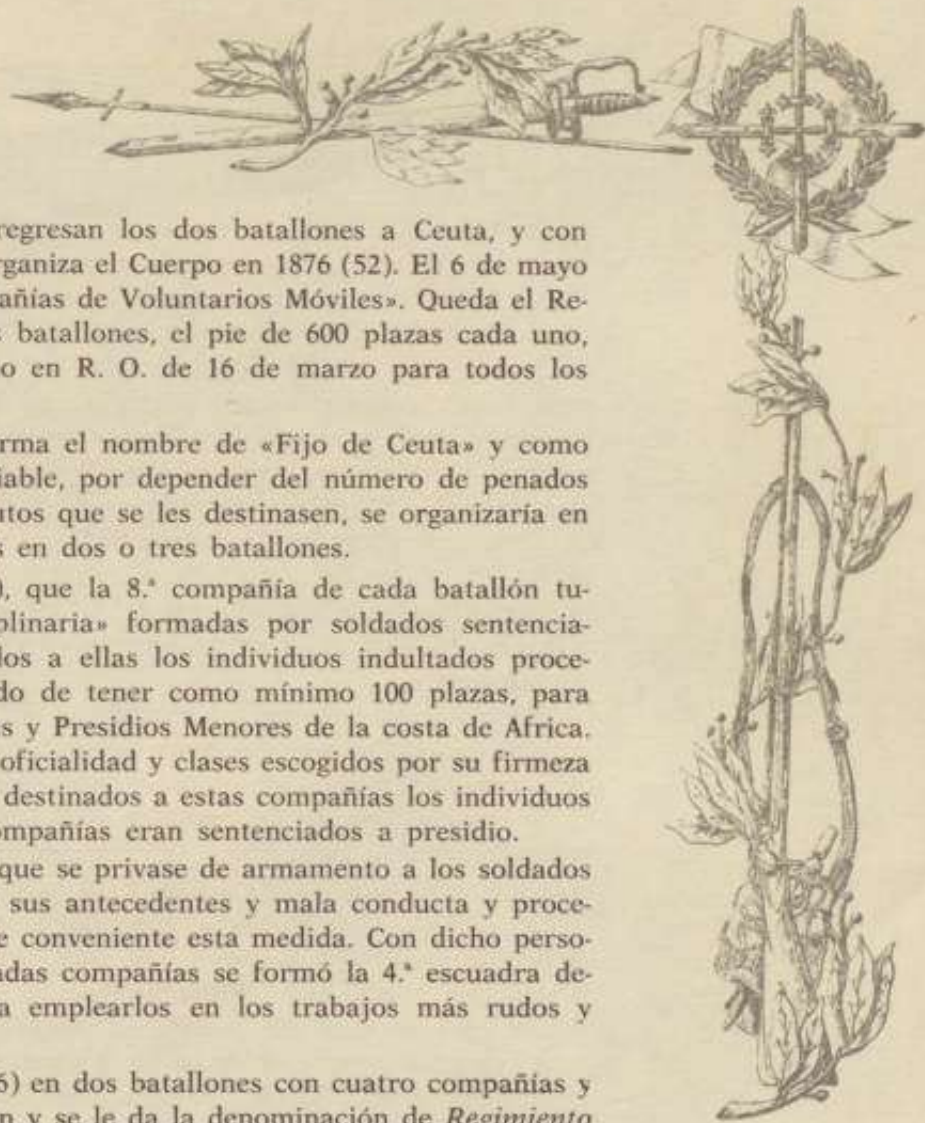 regresan los dos batallones a Ceuta, y con
rganiza el Cuerpo en 1876 (52). El 6 de mayo
añías de Voluntarios Móviles». Queda el Re-
s batallones, el pie de 600 plazas cada uno,
o en R. O. de 16 de marzo para todos los
rma el nombre de «Fijo de Ceuta» y como
iable, por depender del número de penados
utos que se les destinasen, se organizaría en
s en dos o tres batallones.
), que la 8.ª compañía de cada batallón tu-
plinaria» formadas por soldados sentencia-
los a ellas los individuos indultados proce-
do de tener como mínimo 100 plazas, para
s y Presidios Menores de la costa de Africa.
oficialidad y clases escogidos por su firmeza
destinados a estas compañías los individuos
ompañías eran sentenciados a presidio.
que se privase de armamento a los soldados
sus antecedentes y mala conducta y proce-
e conveniente esta medida. Con dicho perso-
adas compañías se formó la 4.ª escuadra de-
a emplearlos en los trabajos más rudos y
6) en dos batallones con cuatro compañías y
n y se le da la denominación de Regimiento